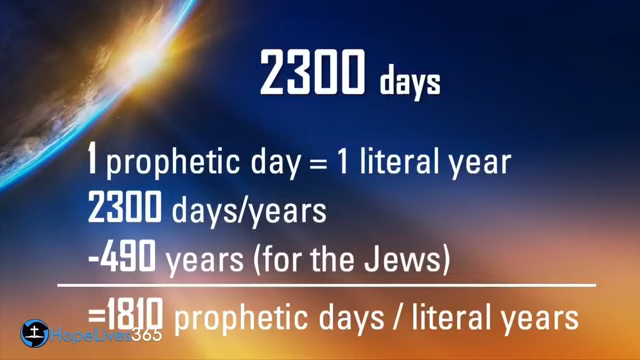 2300 days
1 prophetic day = 1 literal year
2300 days/years
-490 years (for the Jews)
=1810 prophetic days / literal years
HopeLives365